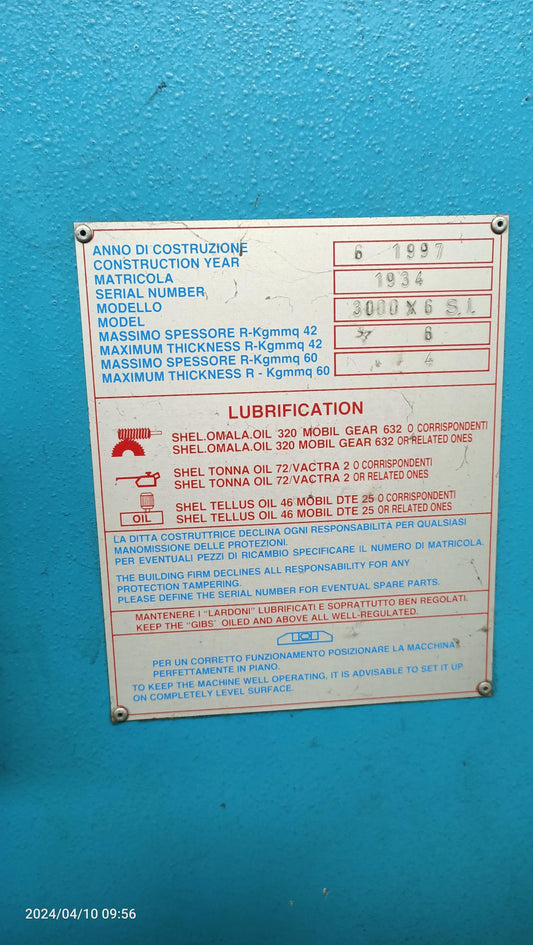 ANNO DI COSTRUZIONE
CONSTRUCTION YEAR
6 1997
MATRICOLA
SERIAL NUMBER
1934
MODELLO
MODEL
3000 X 6 S.I.
MASSIMO SPESSORE R-Kgmmq 42
MAXIMUM THICKNESS R-Kgmmq 42
6
MASSIMO SPESSORE R-Kgmmq 60
MAXIMUM THICKNESS R - Kgmmq 60
4
LUBRIFICATION
SHEL.OMALA.OIL 320 MOBIL GEAR 632 O CORRISPONDENTI
SHEL.OMALA.OIL 320 MOBIL GEAR 632 OR RELATED ONES
SHEL TONNA OIL 72/VACTRA 2 O CORRISPONDENTI
SHEL TONNA OIL 72/VACTRA 2 OR RELATED ONES
SHEL TELLUS OIL 46 MOBIL DTE 25 O CORRISPONDENTI
SHEL TELLUS OIL 46 MOBIL DTE 25 OR RELATED ONES
OIL
LA DITTA COSTRUTTRICE DECLINA OGNI RESPONSABILITA PER QUALSIASI
MANOMISSIONE DELLE PROTEZIONI.
PER EVENTUALI PEZZI DI RICAMBIO SPECIFICARE IL NUMERO DI MATRICOLA.
THE BUILDING FIRM DECLINES ALL RESPONSABILITY FOR ANY
PROTECTION TAMPERING.
PLEASE DEFINE THE SERIAL NUMBER FOR EVENTUAL SPARE PARTS.
MANTENERE I "LARDONI" LUBRIFICATI E SOPRATTUTTO BEN REGOLATI.
KEEP THE "GIBS" OILED AND ABOVE ALL WELL-REGULATED.
PER UN CORRETTO FUNZIONAMENTO POSIZIONARE LA MACCHINA
PERFETTAMENTE IN PIANO.
TO KEEP THE MACHINE WELL OPERATING, IT IS ADVISABLE TO SET IT UP
ON COMPLETELY LEVEL SURFACE.
2024/04/10 09:56